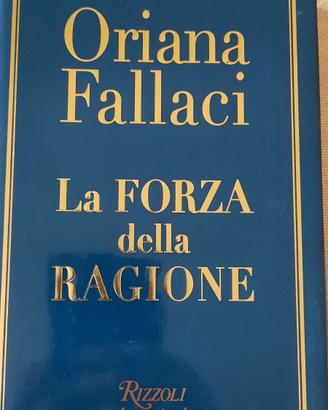 Oriana
Fallaci
La FORZA
della
RAGIONE
RIZZOLI